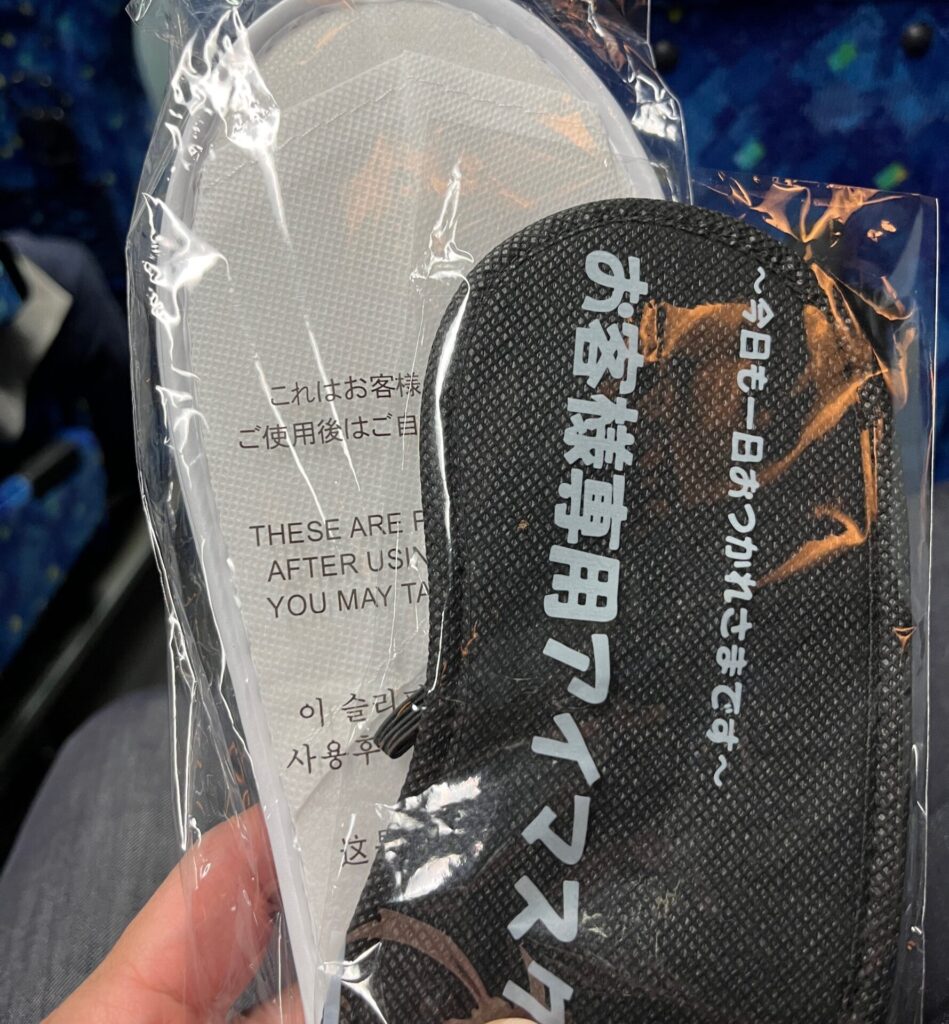 これはお客様
ご使用後はご自
THESE ARE
AFTER USIN
YOU MAY TA
이 슬리
사용후
这是
~今日も一日おつかれさまです~
お客様専用アイマスク